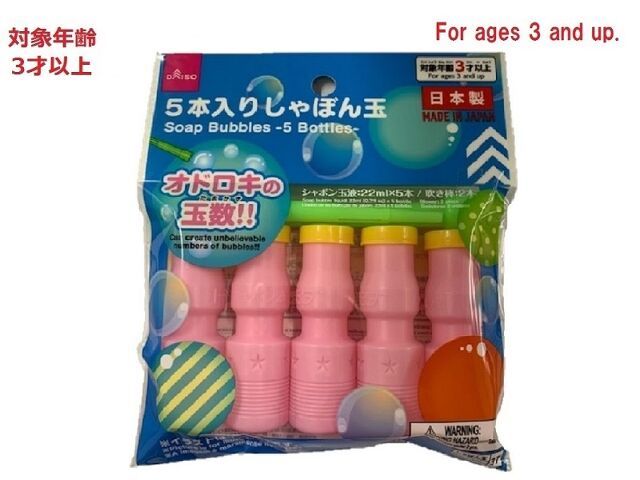 対象年齢
3才以上
For ages 3 and up.
DAISO
対象年齢3才以上
For ages 3 and up
5本入りしゃぼん玉
Soap Bubbles -5 Bottles-
日本製
MADE IN JAPAN
オドロキの
玉数!!
Can create unbelievable
numbers of bubbles!!
シャボン玉液:22ml×5本 / 吹き棒:2本
WARNING: